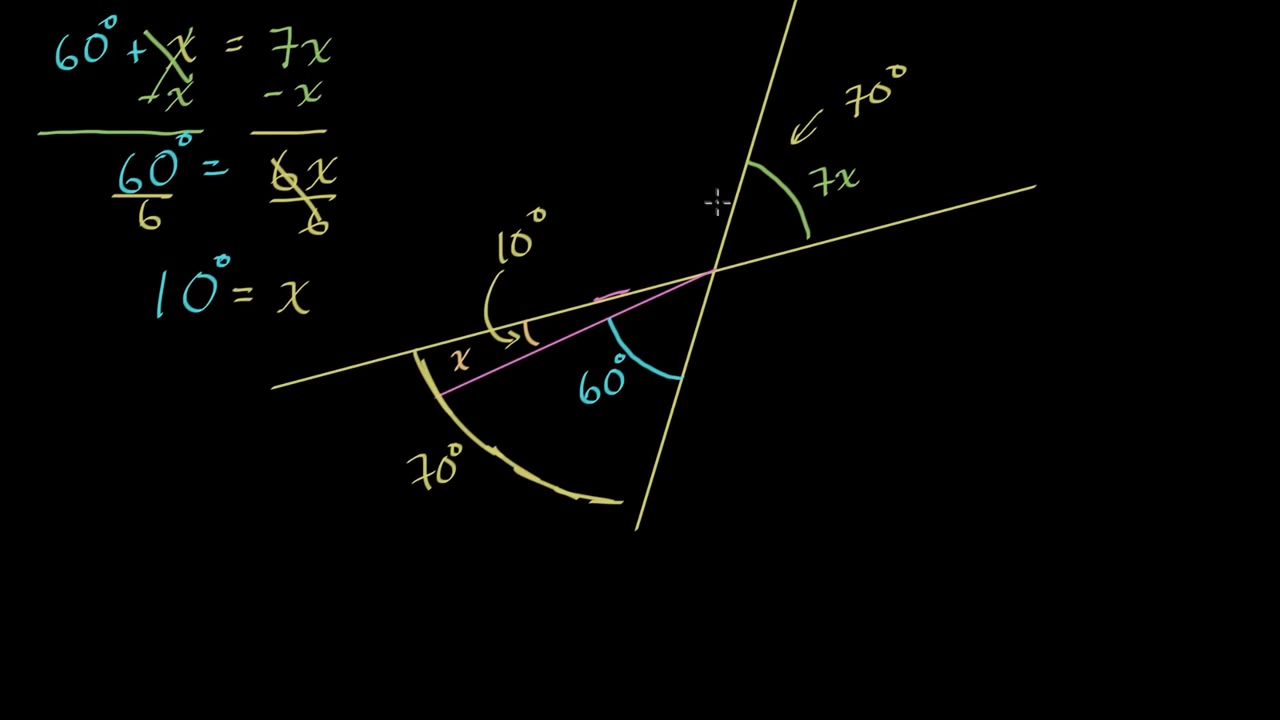 60° + x = 7x
-x -x
60° = 6x
6 6
10° = x
70°
7x
10°
x
60°
70°